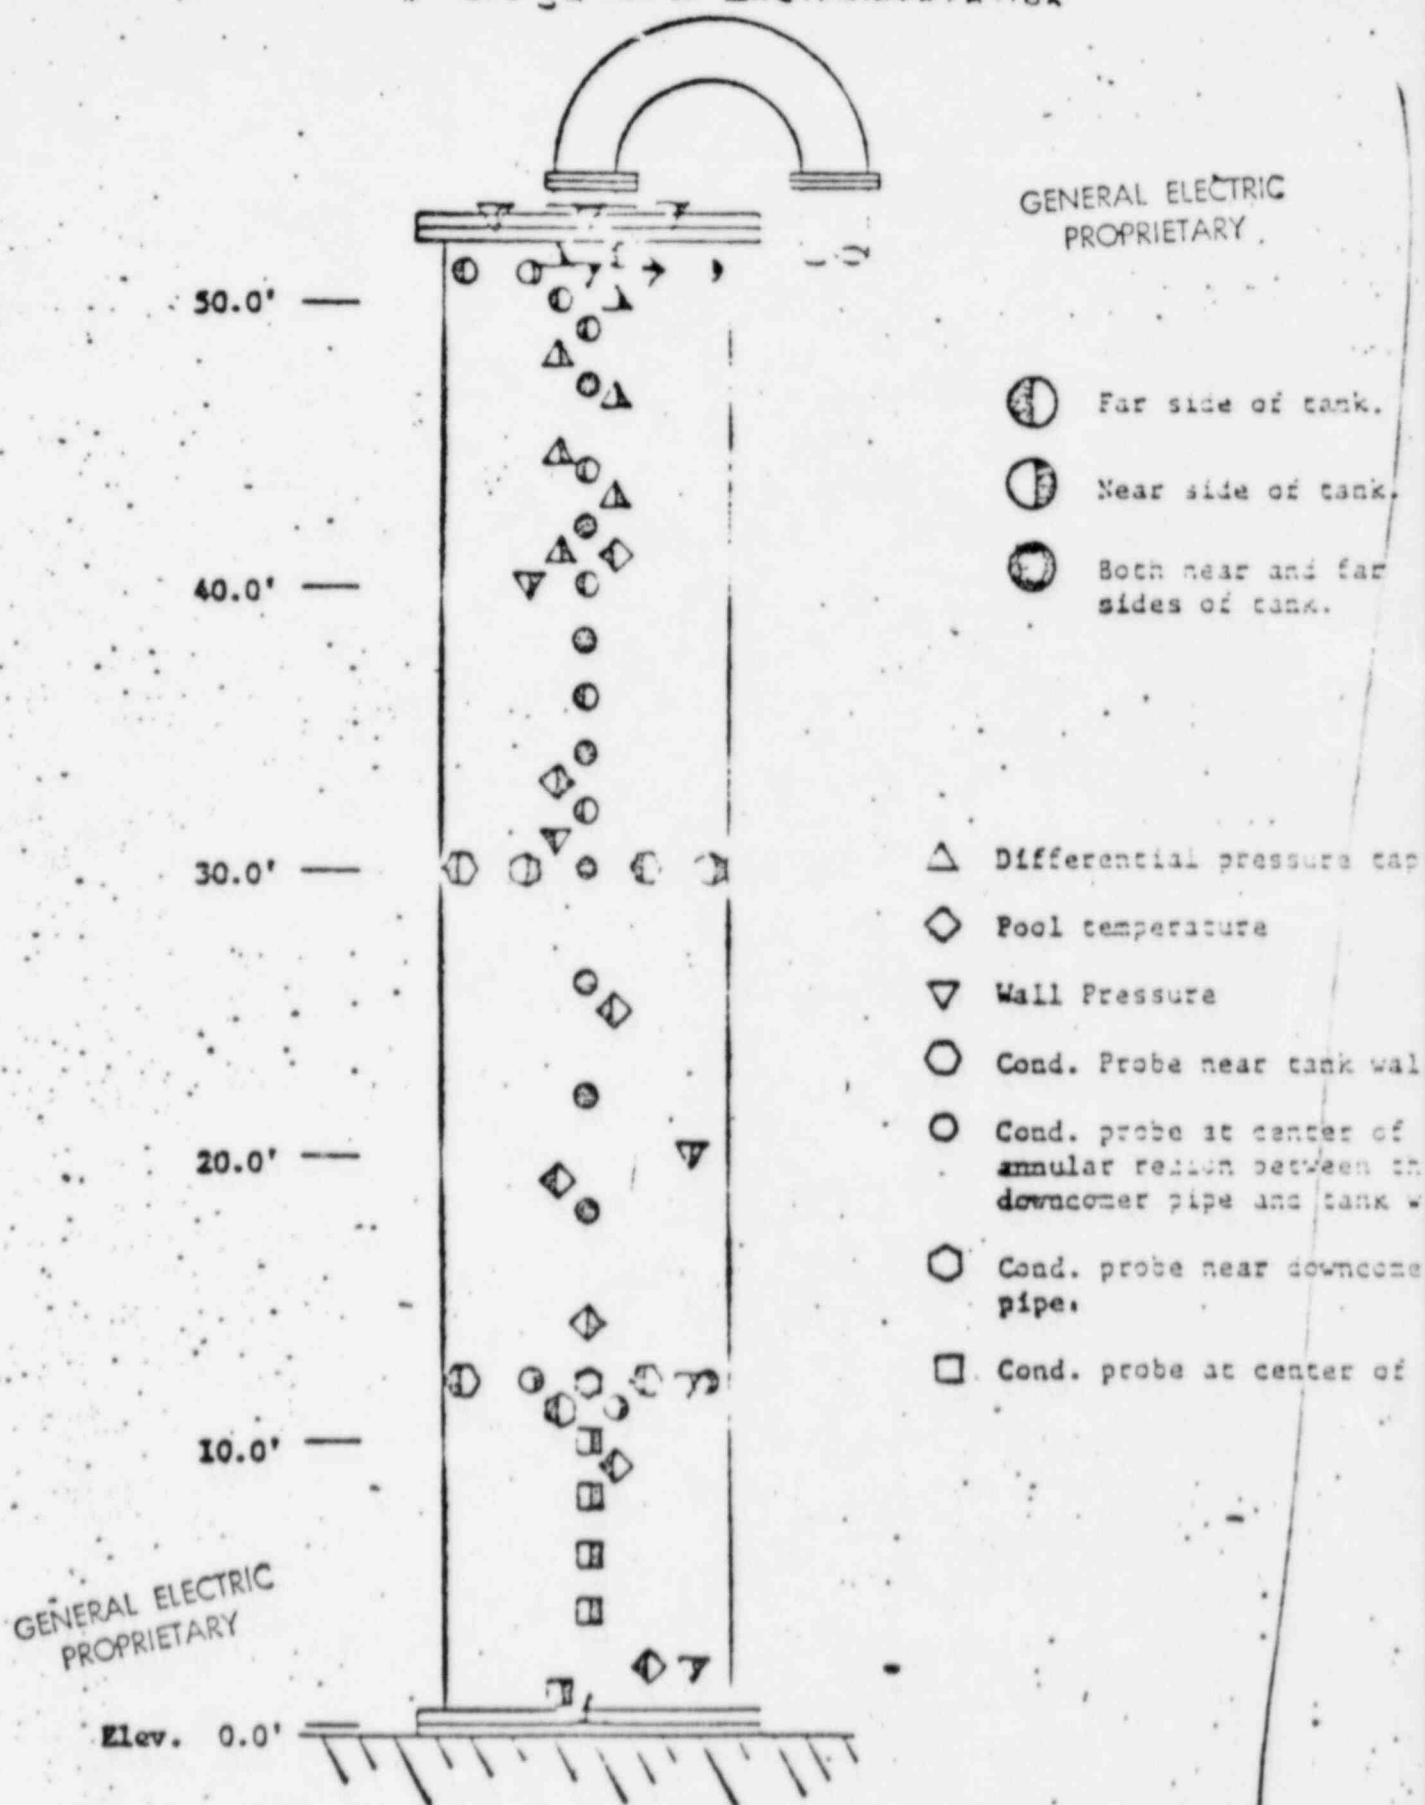 GENERAL ELECTRIC
PROPRIETARY
50.0'
40.0'
30.0'
20.0'
10.0'
Elev. 0.0'
Far side of tank.
Near side of tank.
Both near and far
sides of tank.
Differential pressure tap
Pool temperature
Wall Pressure
Cond. Probe near tank wal
Cond. probe at center of
annular region between th
downcomer pipe and tank w
Cond. probe near downcome
pipe.
Cond. probe at center of
GENERAL ELECTRIC
PROPRIETARY